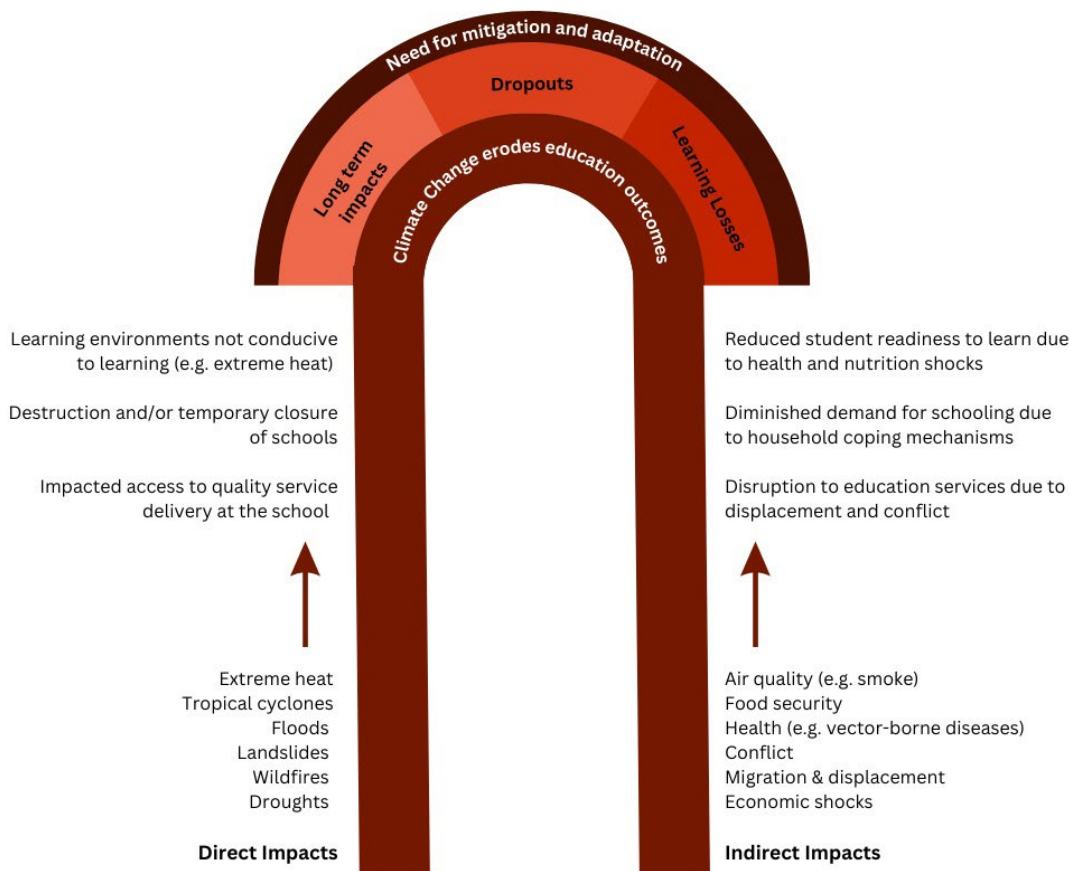 Need for mitigation and adaptation
Dropouts
Long term
impacts
Learning Losses
Climate Change erodes education outcomes
Learning environments not conducive
to learning (e.g. extreme heat)
Destruction and/or temporary closure
of schools
Impacted access to quality service
delivery at the school
Extreme heat
Tropical cyclones
Floods
Landslides
Wildfires
Droughts
Direct Impacts
Reduced student readiness to learn due
to health and nutrition shocks
Diminished demand for schooling due
to household coping mechanisms
Disruption to education services due to
displacement and conflict
Air quality (e.g. smoke)
Food security
Health (e.g. vector-borne diseases)
Conflict
Migration & displacement
Economic shocks
Indirect Impacts